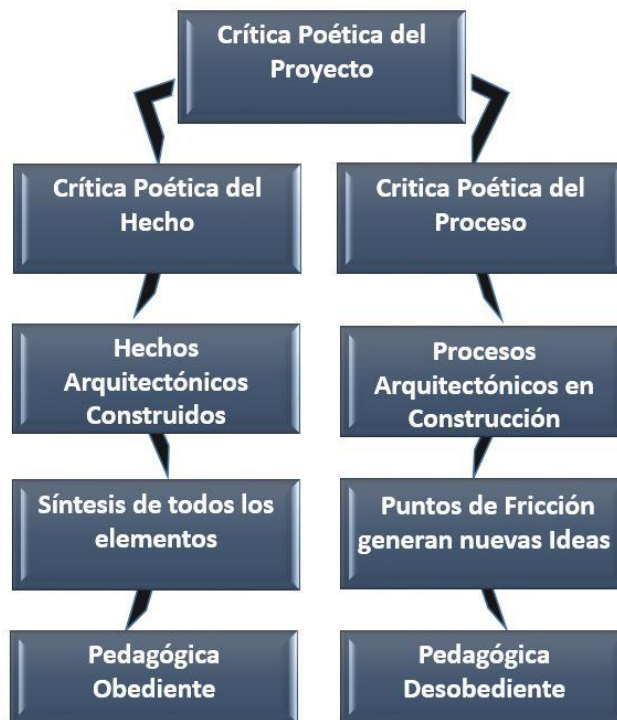 Crítica Poética del
Proyecto
Crítica Poética del
Hecho
Critica Poética del
Proceso
Hechos
Arquitectónicos
Construidos
Procesos
Arquitectónicos en
Construcción
Síntesis de todos los
elementos
Puntos de Fricción
generan nuevas Ideas
Pedagógica
Obediente
Pedagógica
Desobediente